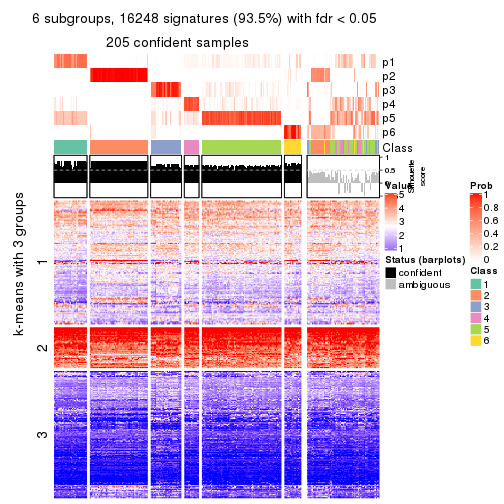 6 subgroups, 16248 signatures (93.5%) with fdr < 0.05
205 confident samples
p1
p2
p3
p4
p5
p6
Class
1
0.5
0
Silhouette
score
k-means with 3 groups
1
2
3
Value
5
4
3
2
1
Status (barplots)
confident
ambiguous
Prob
1
0.8
0.6
0.4
0.2
0
Class
1
2
3
4
5
6